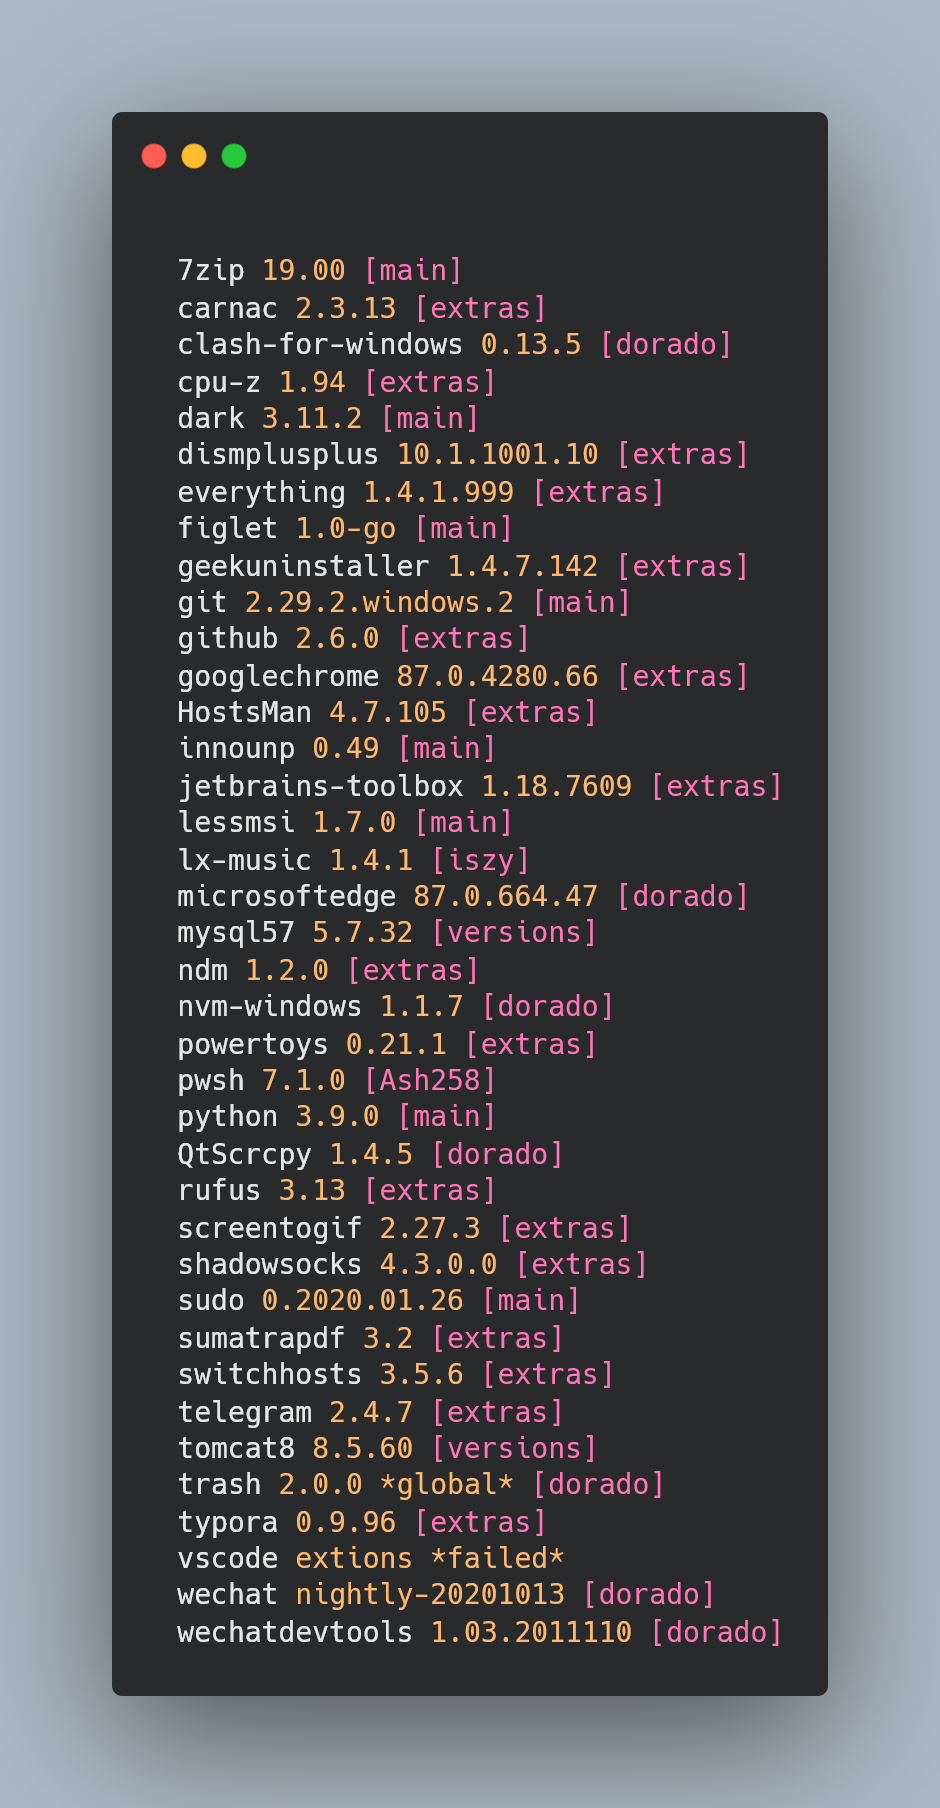 7zip 19.00 [main]
carnac 2.3.13 [extras]
clash-for-windows 0.13.5 [dorado]
cpu-z 1.94 [extras]
dark 3.11.2 [main]
dismplusplus 10.1.1001.10 [extras]
everything 1.4.1.999 [extras]
figlet 1.0-go [main]
geekuninstaller 1.4.7.142 [extras]
git 2.29.2.windows.2 [main]
github 2.6.0 [extras]
googlechrome 87.0.4280.66 [extras]
HostsMan 4.7.105 [extras]
innounp 0.49 [main]
jetbrains-toolbox 1.18.7609 [extras]
lessmsi 1.7.0 [main]
lx-music 1.4.1 [iszy]
microsoftedge 87.0.664.47 [dorado]
mysql57 5.7.32 [versions]
ndm 1.2.0 [extras]
nvm-windows 1.1.7 [dorado]
powertoys 0.21.1 [extras]
pwsh 7.1.0 [Ash258]
python 3.9.0 [main]
QtScrcpy 1.4.5 [dorado]
rufus 3.13 [extras]
screentogif 2.27.3 [extras]
shadowsocks 4.3.0.0 [extras]
sudo 0.2020.01.26 [main]
sumatrapdf 3.2 [extras]
switchhosts 3.5.6 [extras]
telegram 2.4.7 [extras]
tomcat8 8.5.60 [versions]
trash 2.0.0 *global* [dorado]
typora 0.9.96 [extras]
vscode extions *failed*
wechat nightly-20201013 [dorado]
wechatdevtools 1.03.2011110 [dorado]